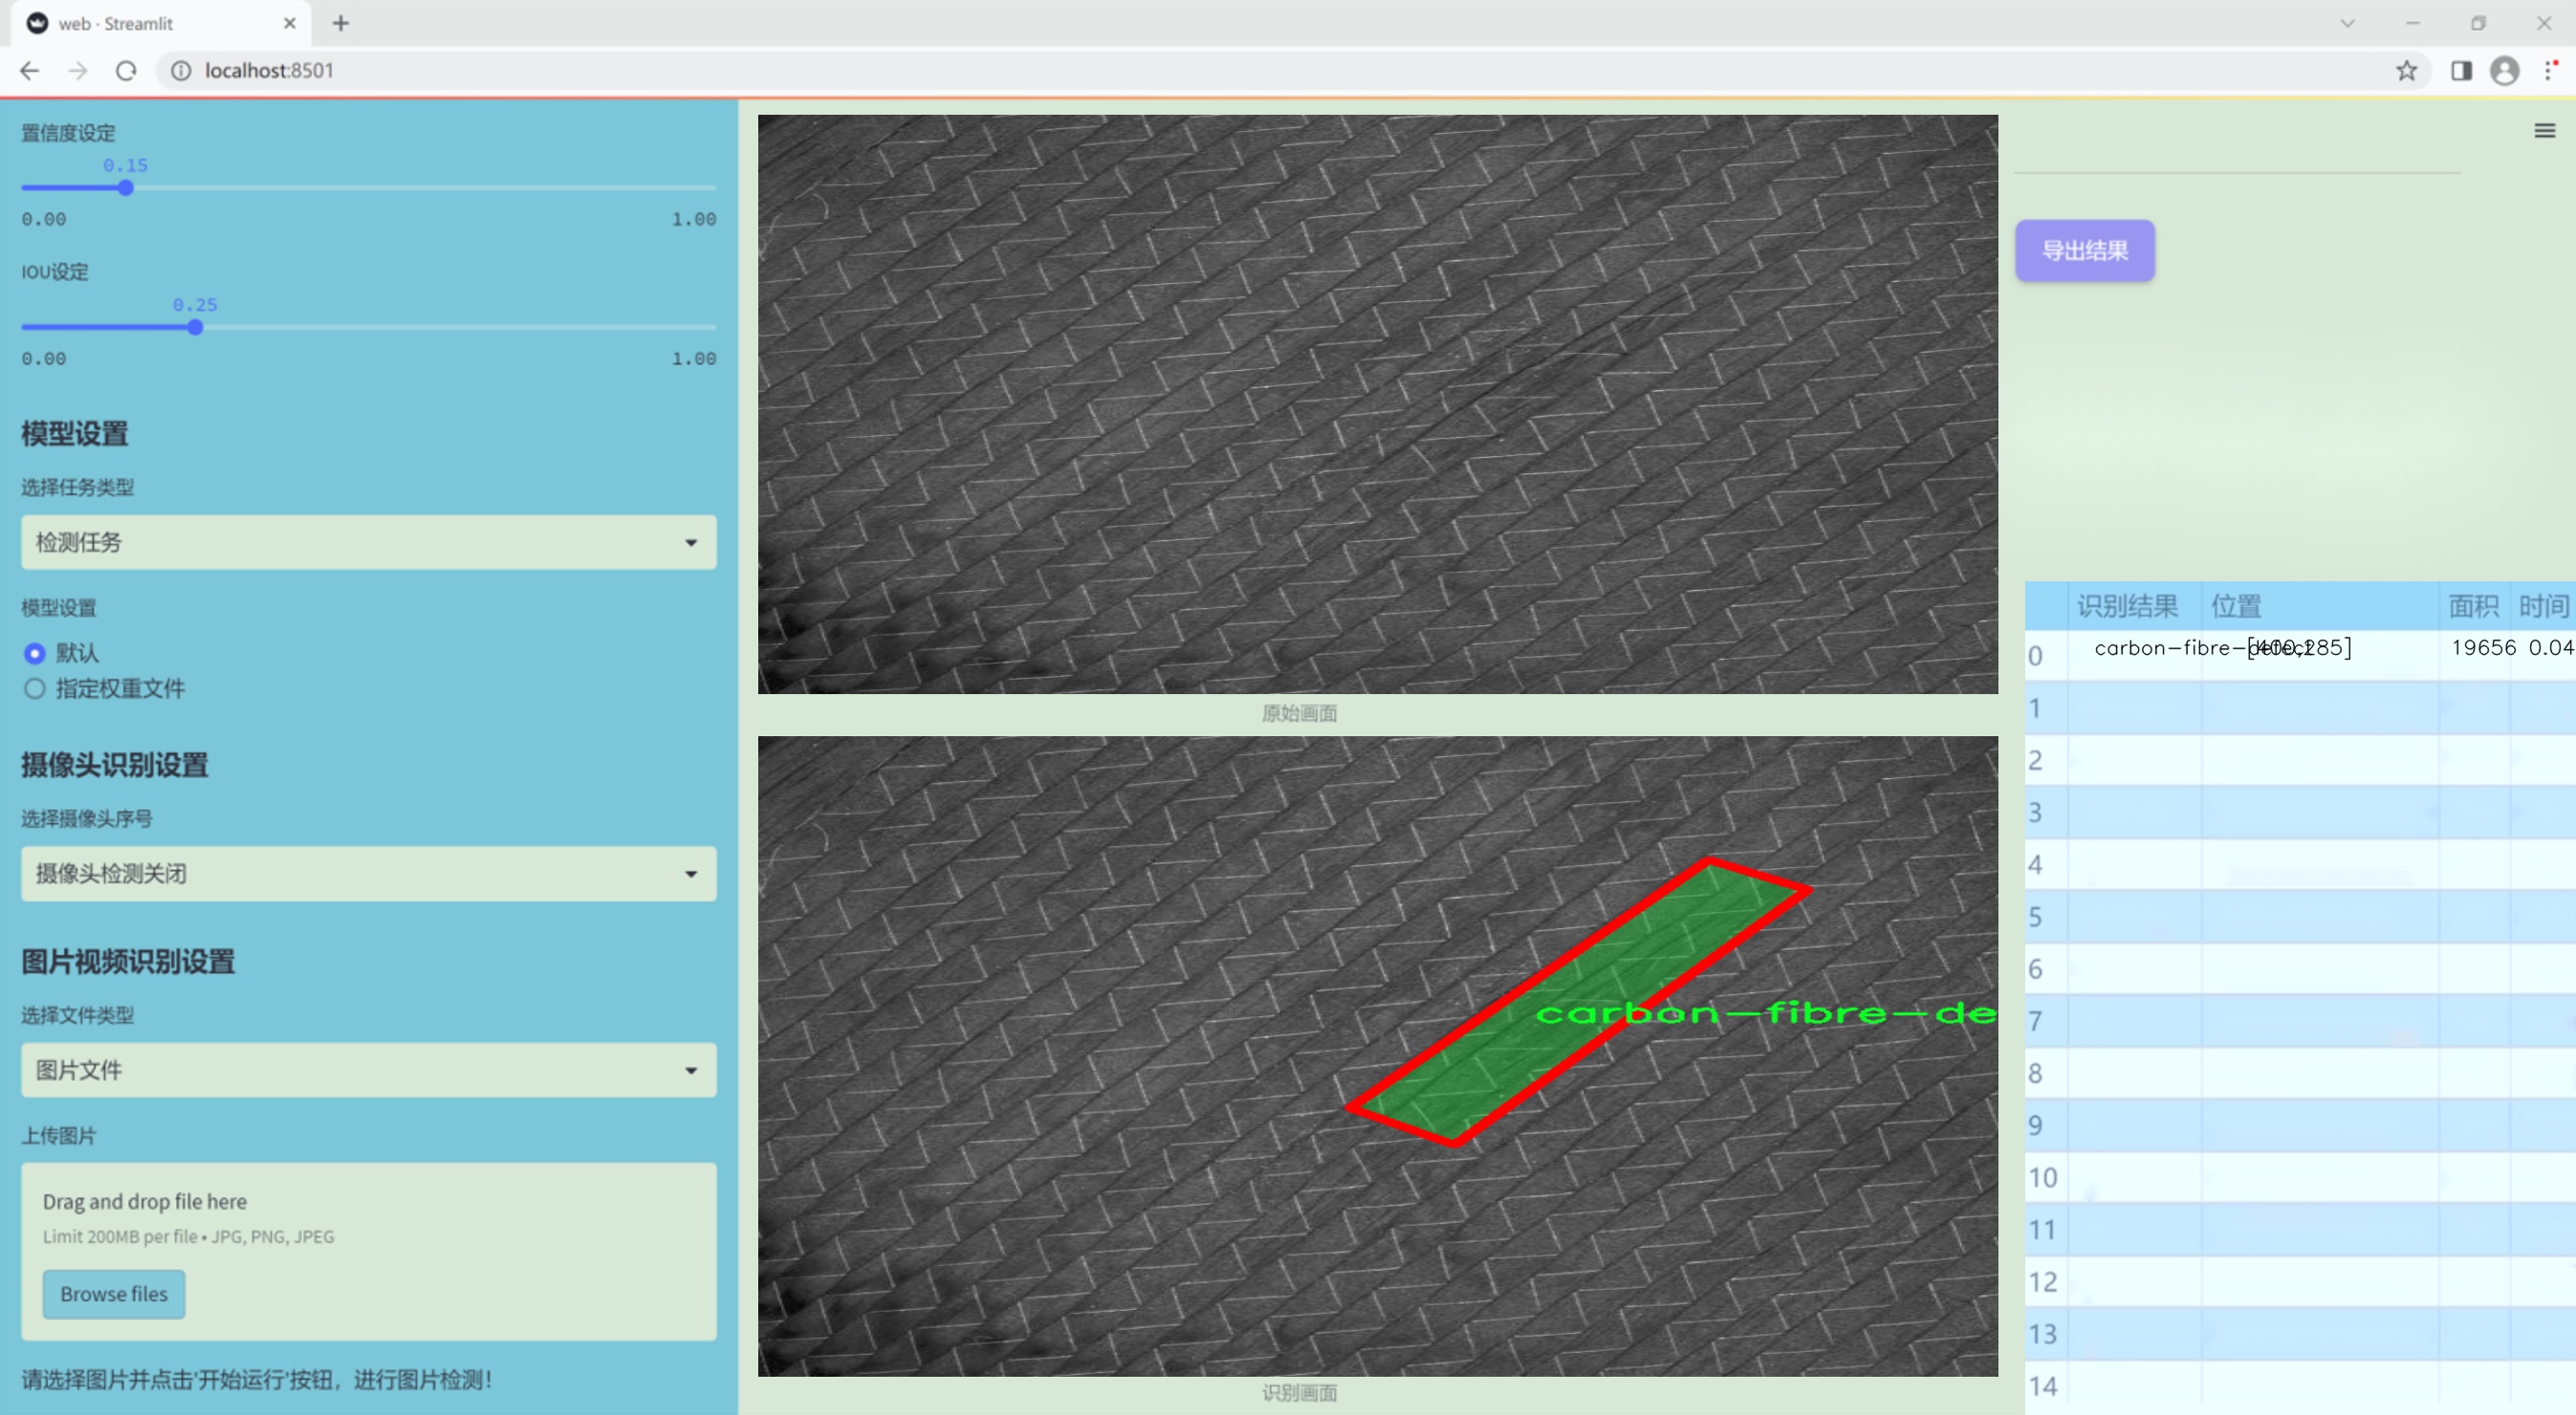 web · Streamlit
localhost:8501
置信度设定
0.15
0.00 1.00
IOU设定
0.25
0.00 1.00
模型设置
选择任务类型
检测任务
模型设置
默认
指定权重文件
摄像头识别设置
选择摄像头序号
摄像头检测关闭
图片视频识别设置
选择文件类型
图片文件
上传图片
Drag and drop file here
Limit 200MB per file • JPG, PNG, JPEG
Browse files
请选择图片并点击'开始运行'按钮，进行图片检测！
原始画面
carbon-fibre-de
识别画面
导出结果
识别结果 位置 面积 时间
0 carbon-fibre-defect [400,285] 19656 0.04
1
2
3
4
5
6
7
8
9
10
11
12
13
14